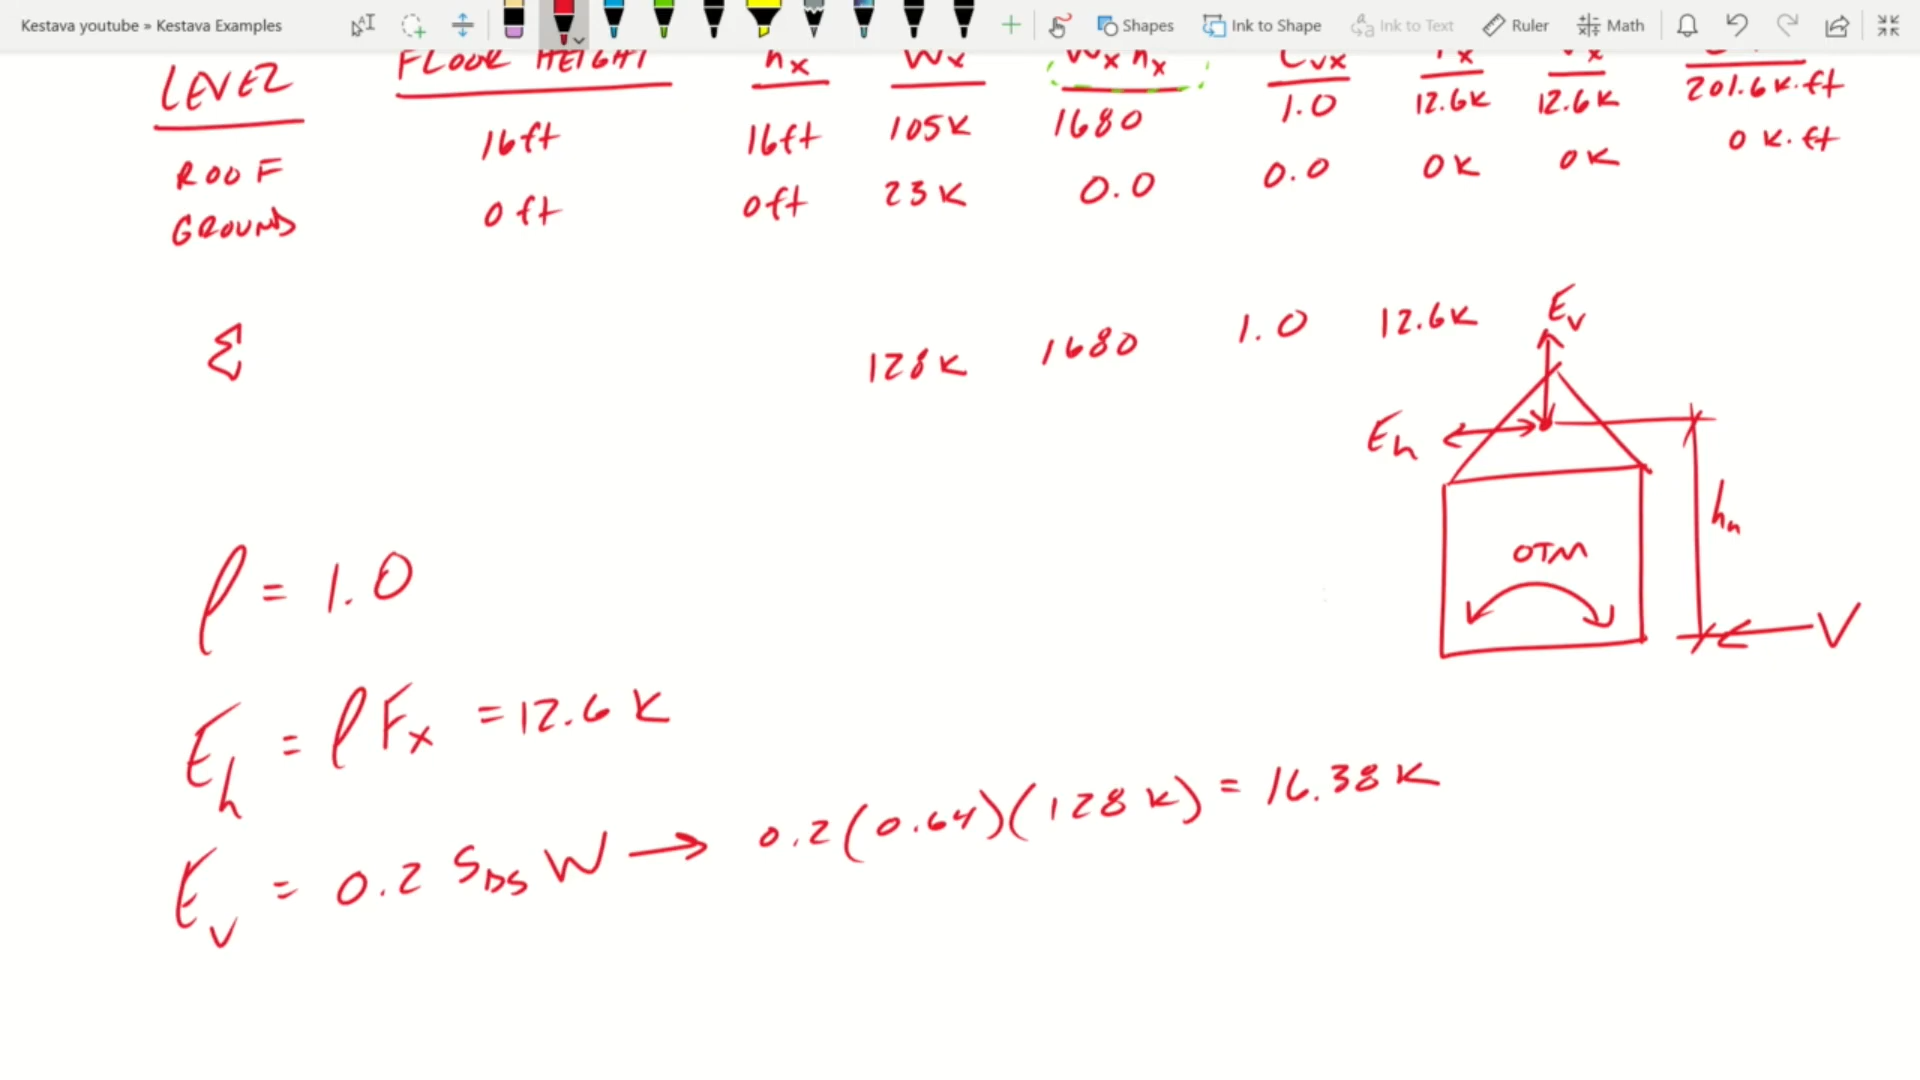 Kestava youtube » Kestava Examples
Shapes
Ink to Shape
Ink to Text
Ruler
Math
LEVEL FLOOR HEIGHT hx Wx Wx hx Cvx Fx Vx
ROOF 16ft 16ft 105K 1680 1.0 12.6K 12.6K 201.6 K.ft
GROUND 0ft 0ft 23K 0.0 0.0 0K 0K 0 K.ft
Σ 128K 1680 1.0 12.6K
Ev
Eh
hn
OTM
V
ρ = 1.0
Eh = ρ Fx = 12.6 K
Ev = 0.2 SDS W → 0.2(0.64)(128 K) = 16.38 K